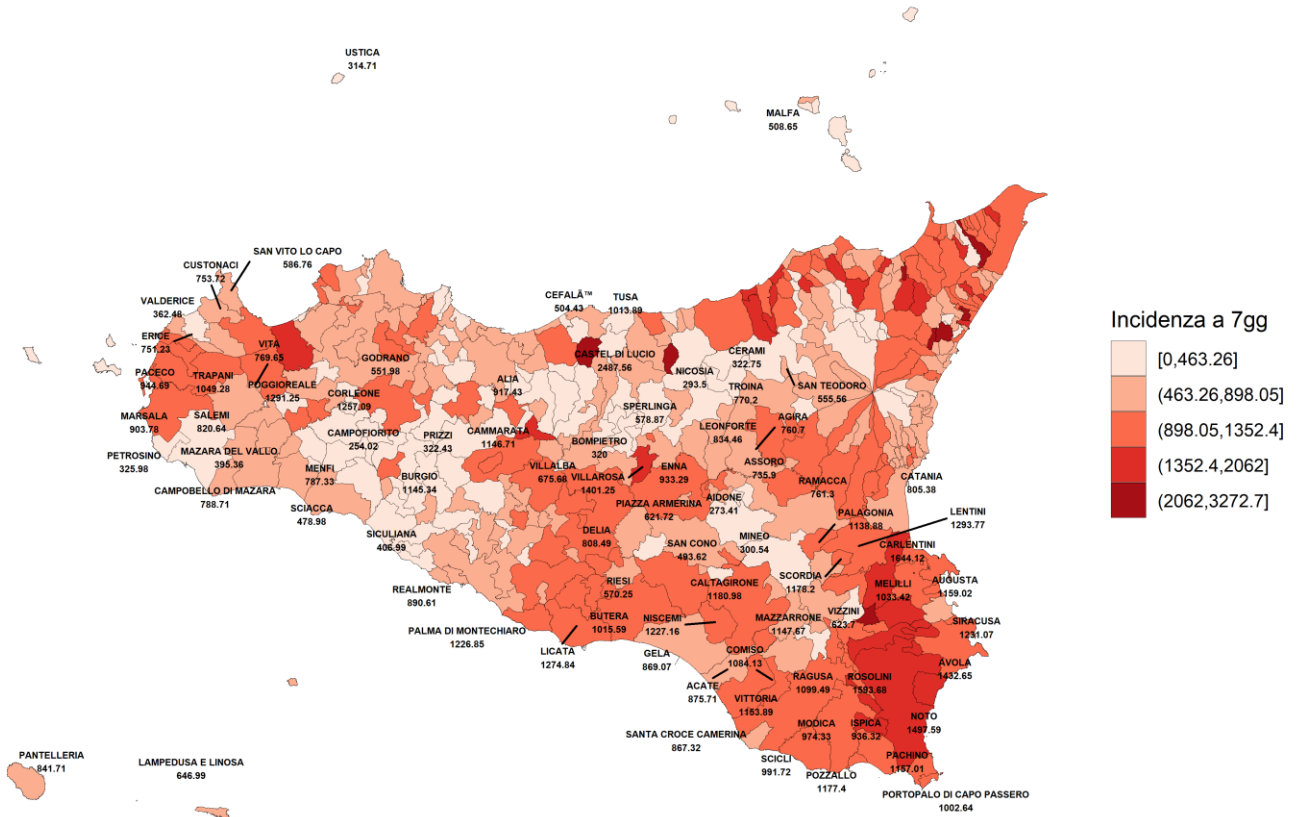 USTICA
314.71
MALFA
508.65
SAN VITO LO CAPO
586.76
CUSTONACI
753.72
VALDERICE
362.48
ERICE
751.23
PACECO
944.69
TRAPANI
1049.28
VITA
769.65
POGGIOREALE
1291.25
MARSALA
903.78
SALEMI
820.64
PETROSINO
325.98
MAZARA DEL VALLO
395.36
CAMPOBELLO DI MAZARA
788.71
GODRANO
551.98
CORLEONE
1257.09
CAMPOFIORITO
254.02
PRIZZI
322.43
MENFI
787.33
BURGIO
1145.34
SCIACCA
478.98
SICULIANA
406.99
REALMONTE
890.61
PALMA DI MONTECHIARO
1226.85
ALIA
917.43
CAMMARATA
1146.71
CEFALÃ™
504.43
TUSA
1013.89
CASTEL DI LUCIO
2487.56
NICOSIA
293.5
SPERLINGA
578.87
BOMPIETRO
320
VILLALBA
675.68
VILLAROSA
1401.25
ENNA
933.29
CERAMI
322.75
TROINA
770.2
SAN TEODORO
555.56
AGIRA
760.7
LEONFORTE
834.46
ASSORO
735.9
RAMACCA
761.3
CATANIA
805.38
PIAZZA ARMERINA
621.72
AIDONE
273.41
DELIA
808.49
SAN CONO
493.62
MINEO
300.54
PALAGONIA
1138.88
LENTINI
1293.77
CARLENTINI
1644.12
SCORDIA
1178.2
MELILLI
1033.42
AUGUSTA
1159.02
RIESI
570.25
CALTAGIRONE
1180.98
BUTERA
1015.59
NISCEMI
1227.16
MAZZARRONE
1147.67
VIZZINI
623.7
SIRACUSA
1231.07
LICATA
1274.84
GELA
869.07
COMISO
1084.13
ACATE
875.71
RAGUSA
1099.49
ROSOLINI
1593.68
AVOLA
1432.65
VITTORIA
1153.89
NOTO
1497.59
MODICA
974.33
ISPICA
936.32
SANTA CROCE CAMERINA
867.32
SCICLI
991.72
POZZALLO
1177.4
PACHINO
1157.01
PORTOPALO DI CAPO PASSERO
1002.64
PANTELLERIA
841.71
LAMPEDUSA E LINOSA
646.99
Incidenza a 7gg
[0,463.26]
(463.26,898.05]
(898.05,1352.4]
(1352.4,2062]
(2062,3272.7]